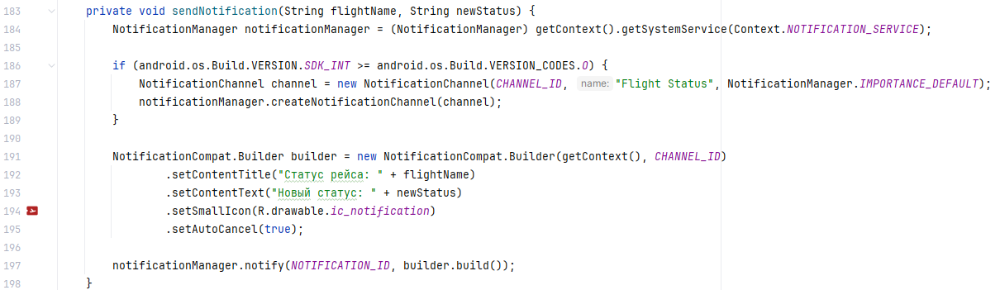 183 private void sendNotification(String flightName, String newStatus) {
184 NotificationManager notificationManager = (NotificationManager) getContext().getSystemService(Context.NOTIFICATION_SERVICE);
185
186 if (android.os.Build.VERSION.SDK_INT >= android.os.Build.VERSION_CODES.O) {
187 NotificationChannel channel = new NotificationChannel(CHANNEL_ID, name: "Flight Status", NotificationManager.IMPORTANCE_DEFAULT);
188 notificationManager.createNotificationChannel(channel);
189 }
190
191 NotificationCompat.Builder builder = new NotificationCompat.Builder(getContext(), CHANNEL_ID)
192 .setContentTitle("Статус рейса: " + flightName)
193 .setContentText("Новый статус: " + newStatus)
194 .setSmallIcon(R.drawable.ic_notification)
195 .setAutoCancel(true);
196
197 notificationManager.notify(NOTIFICATION_ID, builder.build());
198 }